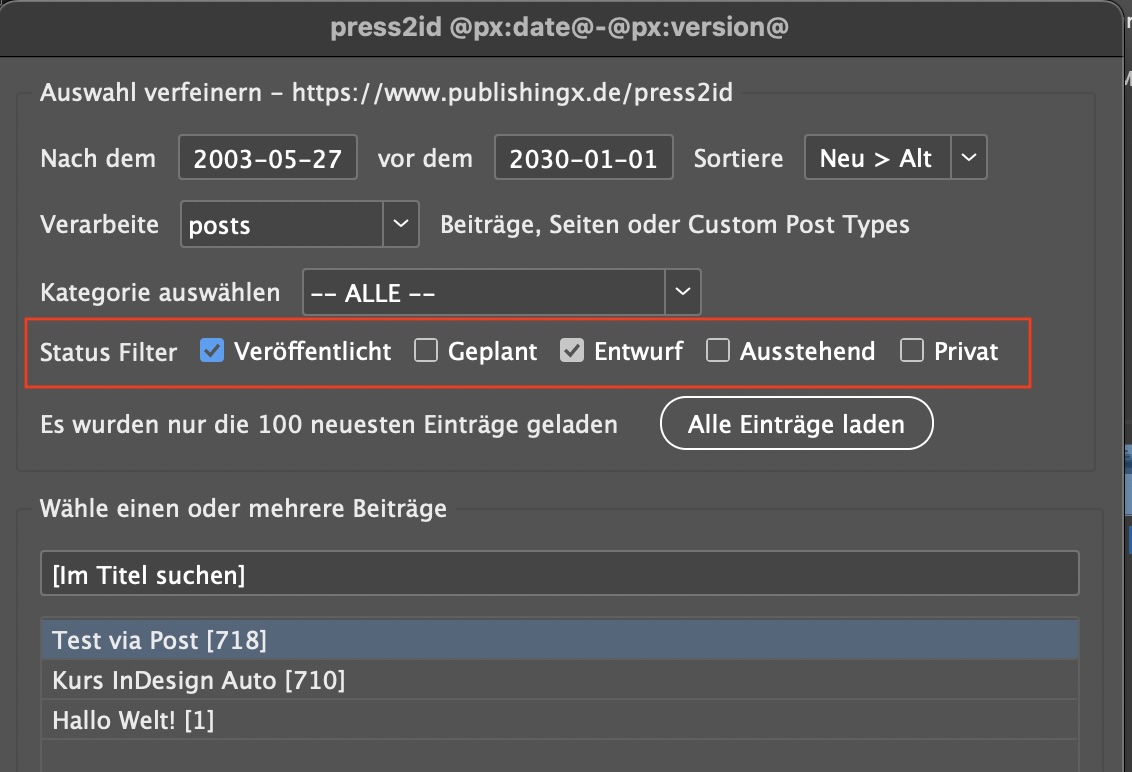 press2id @px:date@-@px:version@
Auswahl verfeinern – https://www.publishingx.de/press2id
Nach dem 2003-05-27 vor dem 2030-01-01 Sortiere Neu > Alt
Verarbeite posts Beiträge, Seiten oder Custom Post Types
Kategorie auswählen -- ALLE --
Status Filter Veröffentlicht Geplant Entwurf Ausstehend Privat
Es wurden nur die 100 neuesten Einträge geladen Alle Einträge laden
Wähle einen oder mehrere Beiträge
[Im Titel suchen]
Test via Post [718]
Kurs InDesign Auto [710]
Hallo Welt! [1]